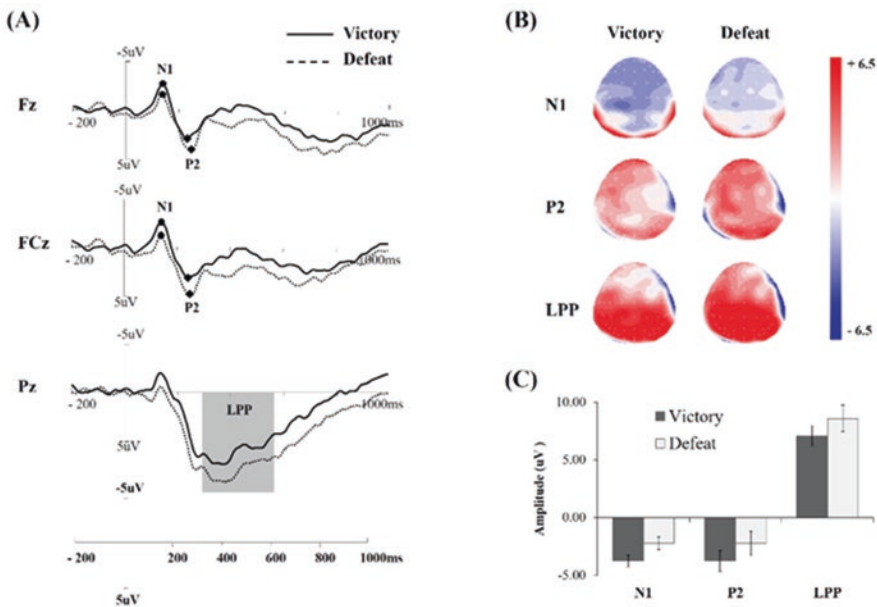 (A)
Victory
Defeat
-5uV
N1
Fz
- 200
1000ms
5uV
P2
-5uV
N1
FCz
- 200
1000ms
5uV
P2
-5uV
Pz
- 200
1000ms
LPP
5uV
-5uV
- 200
200
400
600
800
1000ms
5uV
(B)
Victory
Defeat
+ 6.5
N1
P2
LPP
- 6.5
(C)
10.00
Victory
Defeat
5.00
0.00
-5.00
Amplitude (uV )
N1
P2
LPP